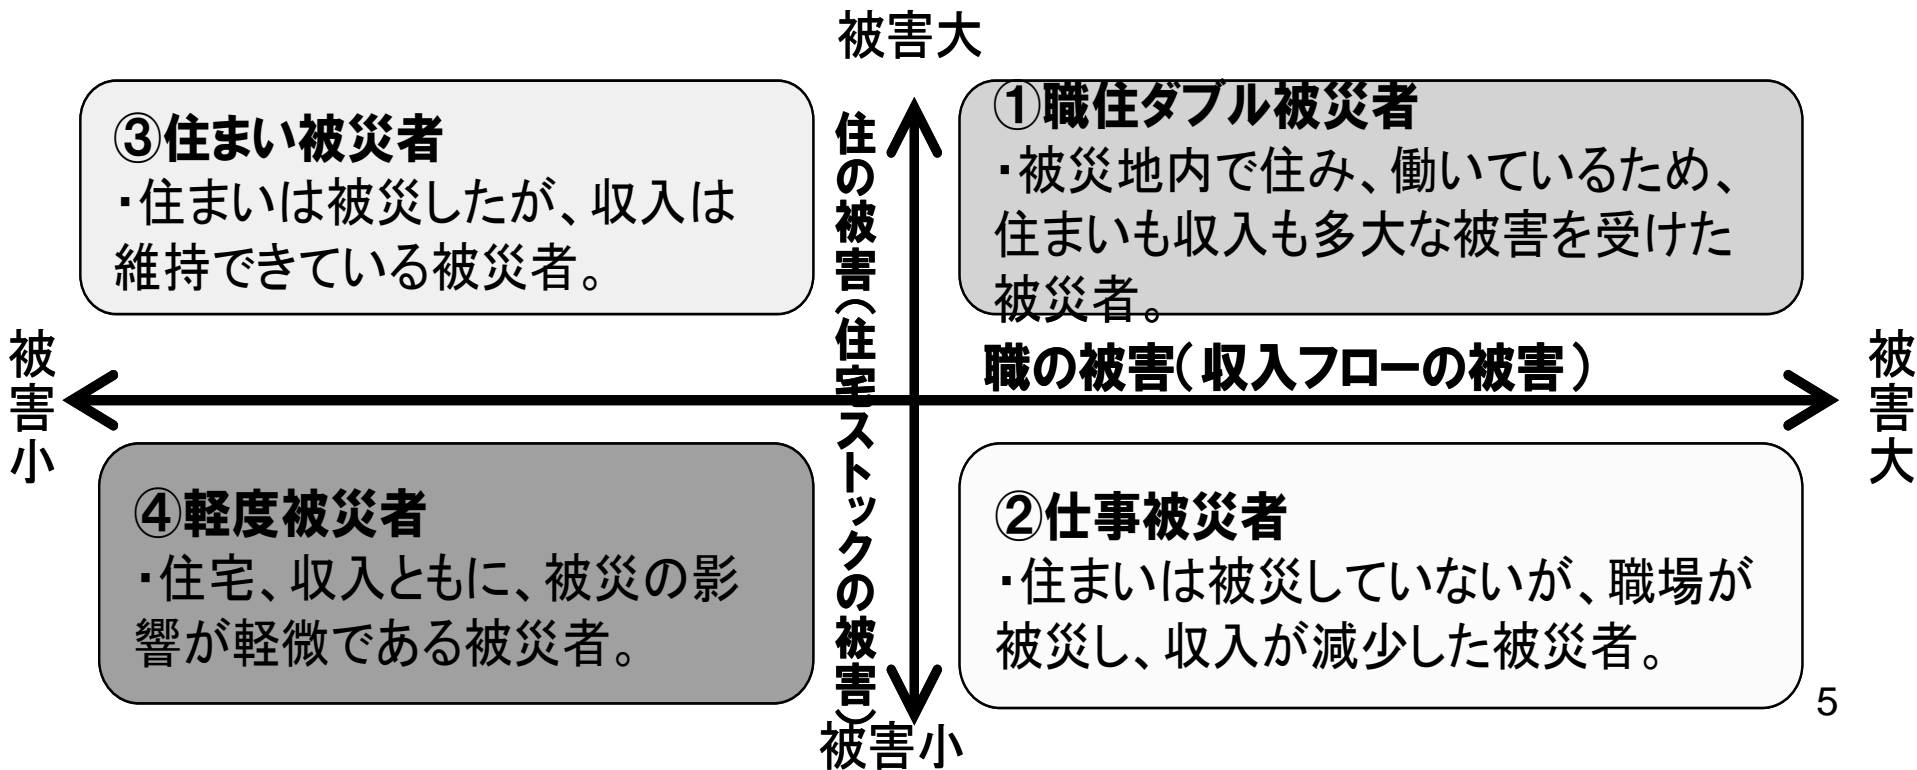 被害大
③住まい被災者
・住まいは被災したが、収入は
維持できている被災者。
①職住ダブル被災者
・被災地内で住み、働いているため、
住まいも収入も多大な被害を受けた
被災者。
住の被害(住宅ストックの被害)
職の被害(収入フローの被害)
被害小
被害大
④軽度被災者
・住宅、収入ともに、被災の影
響が軽微である被災者。
②仕事被災者
・住まいは被災していないが、職場が
被災し、収入が減少した被災者。
被害小
5